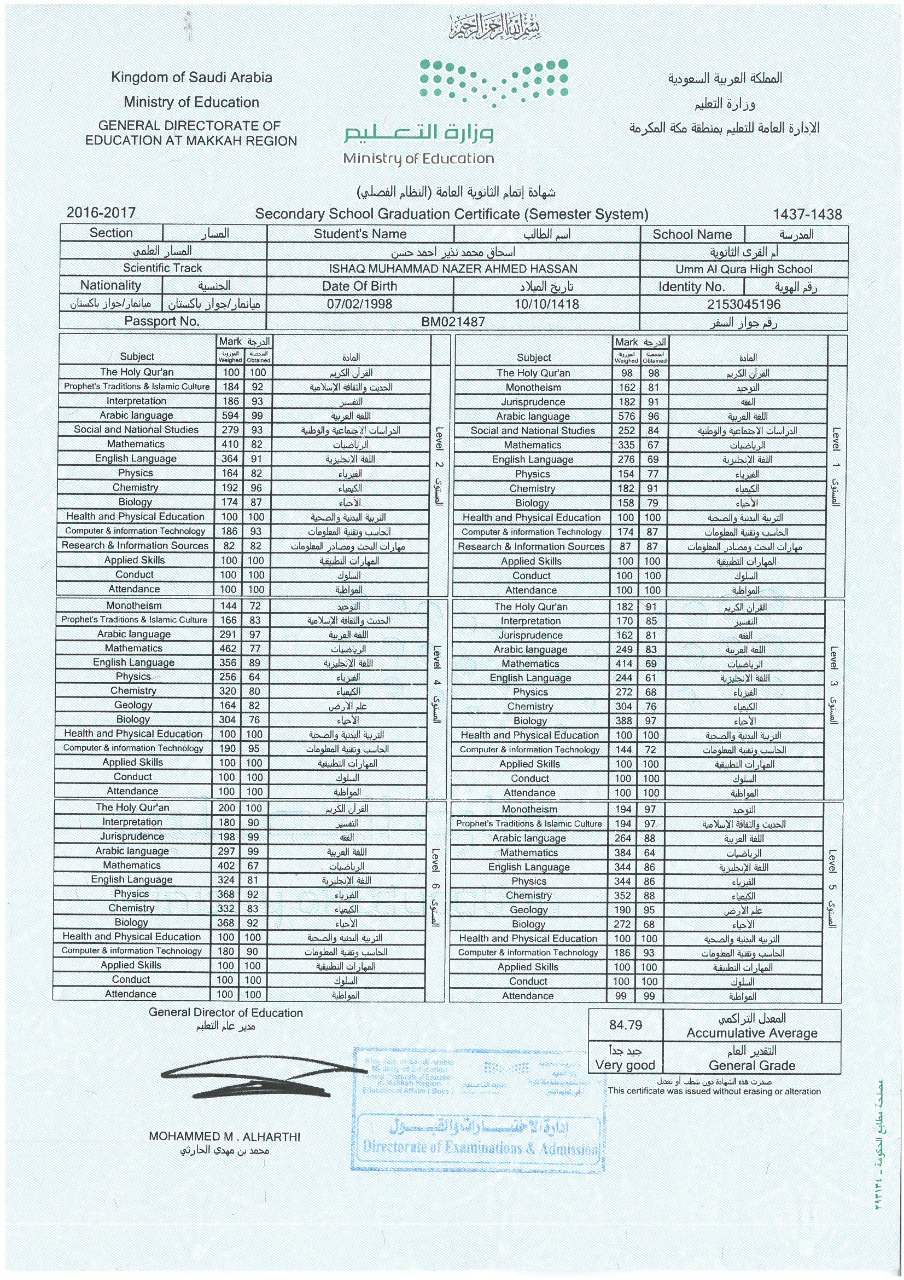 بسم الله الرحمن الرحيم
Kingdom of Saudi Arabia
Ministry of Education
GENERAL DIRECTORATE OF
EDUCATION AT MAKKAH REGION
وزارة التعليم
Ministry of Education
المملكة العربية السعودية
وزارة التعليم
الادارة العامة للتعليم بمنطقة مكة المكرمة
شهادة إتمام الثانوية العامة (النظام الفصلي)
2016-2017 Secondary School Graduation Certificate (Semester System) 1437-1438
Section المسار Student's Name اسم الطالب School Name المدرسة
المسار العلمي اسحاق محمد نذير احمد حسن أم القرى الثانوية
Scientific Track ISHAQ MUHAMMAD NAZER AHMED HASSAN Umm Al Qura High School
Nationality الجنسية Date Of Birth تاريخ الميلاد Identity No. رقم الهوية
ميانمار/جواز باكستان ميانمار/جواز باكستان 07/02/1998 10/10/1418 2153045196
Passport No. BM021487 رقم جواز السفر
Subject Mark الدرجة Weighed الموزونة Obtained المحصلة المادة
The Holy Qur'an 100 100 القرآن الكريم
Prophet's Traditions & Islamic Culture 184 92 الحديث والثقافة الإسلامية
Interpretation 186 93 التفسير
Arabic language 594 99 اللغة العربية
Social and National Studies 279 93 الدراسات الاجتماعية والوطنية
Mathematics 410 82 الرياضيات
English Language 364 91 اللغة الإنجليزية
Physics 164 82 الفيزياء
Chemistry 192 96 الكيمياء
Biology 174 87 الأحياء
Health and Physical Education 100 100 التربية البدنية والصحية
Computer & information Technology 186 93 الحاسب وتقنية المعلومات
Research & Information Sources 82 82 مهارات البحث ومصادر المعلومات
Applied Skills 100 100 المهارات التطبيقية
Conduct 100 100 السلوك
Attendance 100 100 المواظبة
Level 2 المستوى
Subject Mark الدرجة Weighed الموزونة Obtained المحصلة المادة
The Holy Qur'an 98 98 القرآن الكريم
Monotheism 162 81 التوحيد
Jurisprudence 182 91 الفقه
Arabic language 576 96 اللغة العربية
Social and National Studies 252 84 الدراسات الاجتماعية والوطنية
Mathematics 335 67 الرياضيات
English Language 276 69 اللغة الإنجليزية
Physics 154 77 الفيزياء
Chemistry 182 91 الكيمياء
Biology 158 79 الأحياء
Health and Physical Education 100 100 التربية البدنية والصحية
Computer & information Technology 174 87 الحاسب وتقنية المعلومات
Research & Information Sources 87 87 مهارات البحث ومصادر المعلومات
Applied Skills 100 100 المهارات التطبيقية
Conduct 100 100 السلوك
Attendance 100 100 المواظبة
Level 1 المستوى
Monotheism 144 72 التوحيد
Prophet's Traditions & Islamic Culture 166 83 الحديث والثقافة الإسلامية
Arabic language 291 97 اللغة العربية
Mathematics 462 77 الرياضيات
English Language 356 89 اللغة الإنجليزية
Physics 256 64 الفيزياء
Chemistry 320 80 الكيمياء
Geology 164 82 علم الأرض
Biology 304 76 الأحياء
Health and Physical Education 100 100 التربية البدنية والصحية
Computer & information Technology 190 95 الحاسب وتقنية المعلومات
Applied Skills 100 100 المهارات التطبيقية
Conduct 100 100 السلوك
Attendance 100 100 المواظبة
Level 4 المستوى
The Holy Qur'an 182 91 القرآن الكريم
Interpretation 170 85 التفسير
Jurisprudence 162 81 الفقه
Arabic language 249 83 اللغة العربية
Mathematics 414 69 الرياضيات
English Language 244 61 اللغة الإنجليزية
Physics 272 68 الفيزياء
Chemistry 304 76 الكيمياء
Biology 388 97 الأحياء
Health and Physical Education 100 100 التربية البدنية والصحية
Computer & information Technology 144 72 الحاسب وتقنية المعلومات
Applied Skills 100 100 المهارات التطبيقية
Conduct 100 100 السلوك
Attendance 100 100 المواظبة
Level 3 المستوى
The Holy Qur'an 200 100 القرآن الكريم
Interpretation 180 90 التفسير
Jurisprudence 198 99 الفقه
Arabic language 297 99 اللغة العربية
Mathematics 402 67 الرياضيات
English Language 324 81 اللغة الإنجليزية
Physics 368 92 الفيزياء
Chemistry 332 83 الكيمياء
Biology 368 92 الأحياء
Health and Physical Education 100 100 التربية البدنية والصحية
Computer & information Technology 180 90 الحاسب وتقنية المعلومات
Applied Skills 100 100 المهارات التطبيقية
Conduct 100 100 السلوك
Attendance 100 100 المواظبة
Level 6 المستوى
Monotheism 194 97 التوحيد
Prophet's Traditions & Islamic Culture 194 97 الحديث والثقافة الإسلامية
Arabic language 264 88 اللغة العربية
Mathematics 384 64 الرياضيات
English Language 344 86 اللغة الإنجليزية
Physics 344 86 الفيزياء
Chemistry 352 88 الكيمياء
Geology 190 95 علم الأرض
Biology 272 68 الأحياء
Health and Physical Education 100 100 التربية البدنية والصحية
Computer & information Technology 186 93 الحاسب وتقنية المعلومات
Applied Skills 100 100 المهارات التطبيقية
Conduct 100 100 السلوك
Attendance 99 99 المواظبة
Level 5 المستوى
General Director of Education
مدير عام التعليم
84.79 المعدل التراكمي
Accumulative Average
جيد جداً التقدير العام
Very good General Grade
صدرت هذه الشهادة دون شطب أو تعديل
This certificate was issued without erasing or alteration
Ministry of Education
ادارة الاختبارات والقبول
Directorate of Examinations & Admission
MOHAMMED M . ALHARTHI
محمد بن مهدي الحارثي
مصلحة مطابع الحكومة - ٣٩٣١٣٤